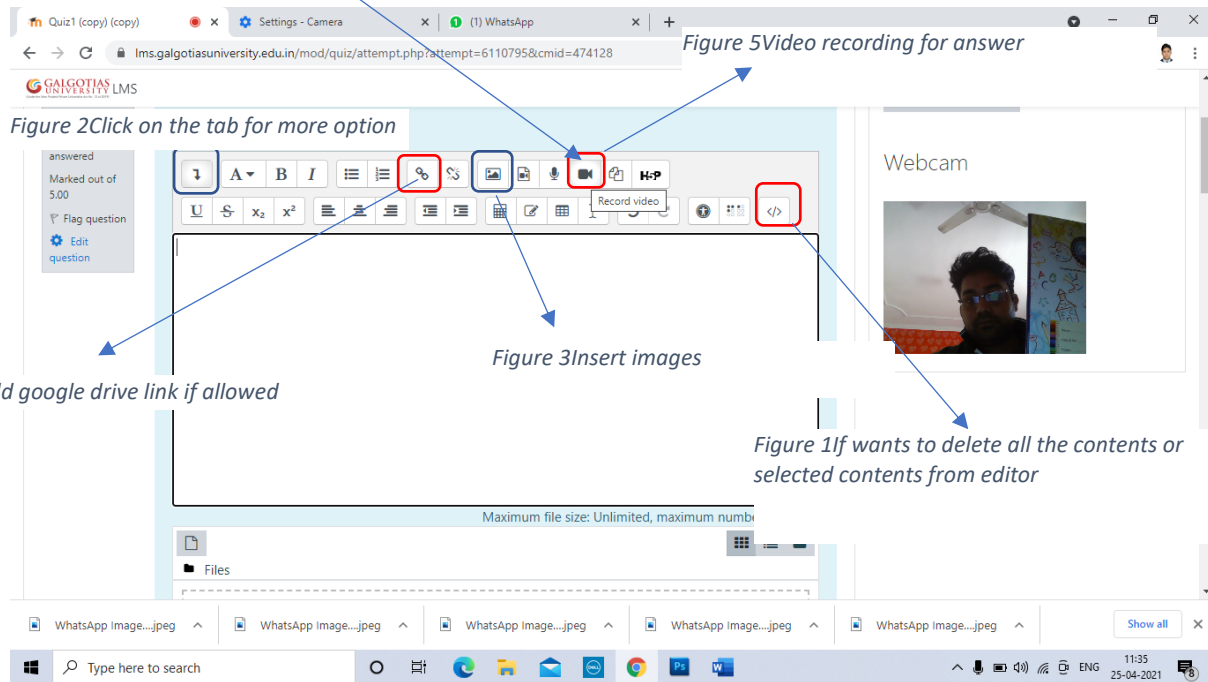 Quiz1 (copy) (copy)
Settings - Camera
(1) WhatsApp
lms.galgotiasuniversity.edu.in/mod/quiz/attempt.php?attempt=6110795&cmid=474128
Figure 5Video recording for answer
GALGOTIAS
UNIVERSITY LMS
Figure 2Click on the tab for more option
answered
Marked out of
5.00
Flag question
Edit
question
A B I
H-P
U S x₂ x²
Record video
</>
Webcam
Figure 3Insert images
d google drive link if allowed
Figure 1If wants to delete all the contents or
selected contents from editor
Maximum file size: Unlimited, maximum numbe
Files
WhatsApp Image....jpeg
WhatsApp Image....jpeg
WhatsApp Image....jpeg
WhatsApp Image....jpeg
WhatsApp Image....jpeg
Show all
Type here to search
Ps
W
ENG
11:35
25-04-2021
8